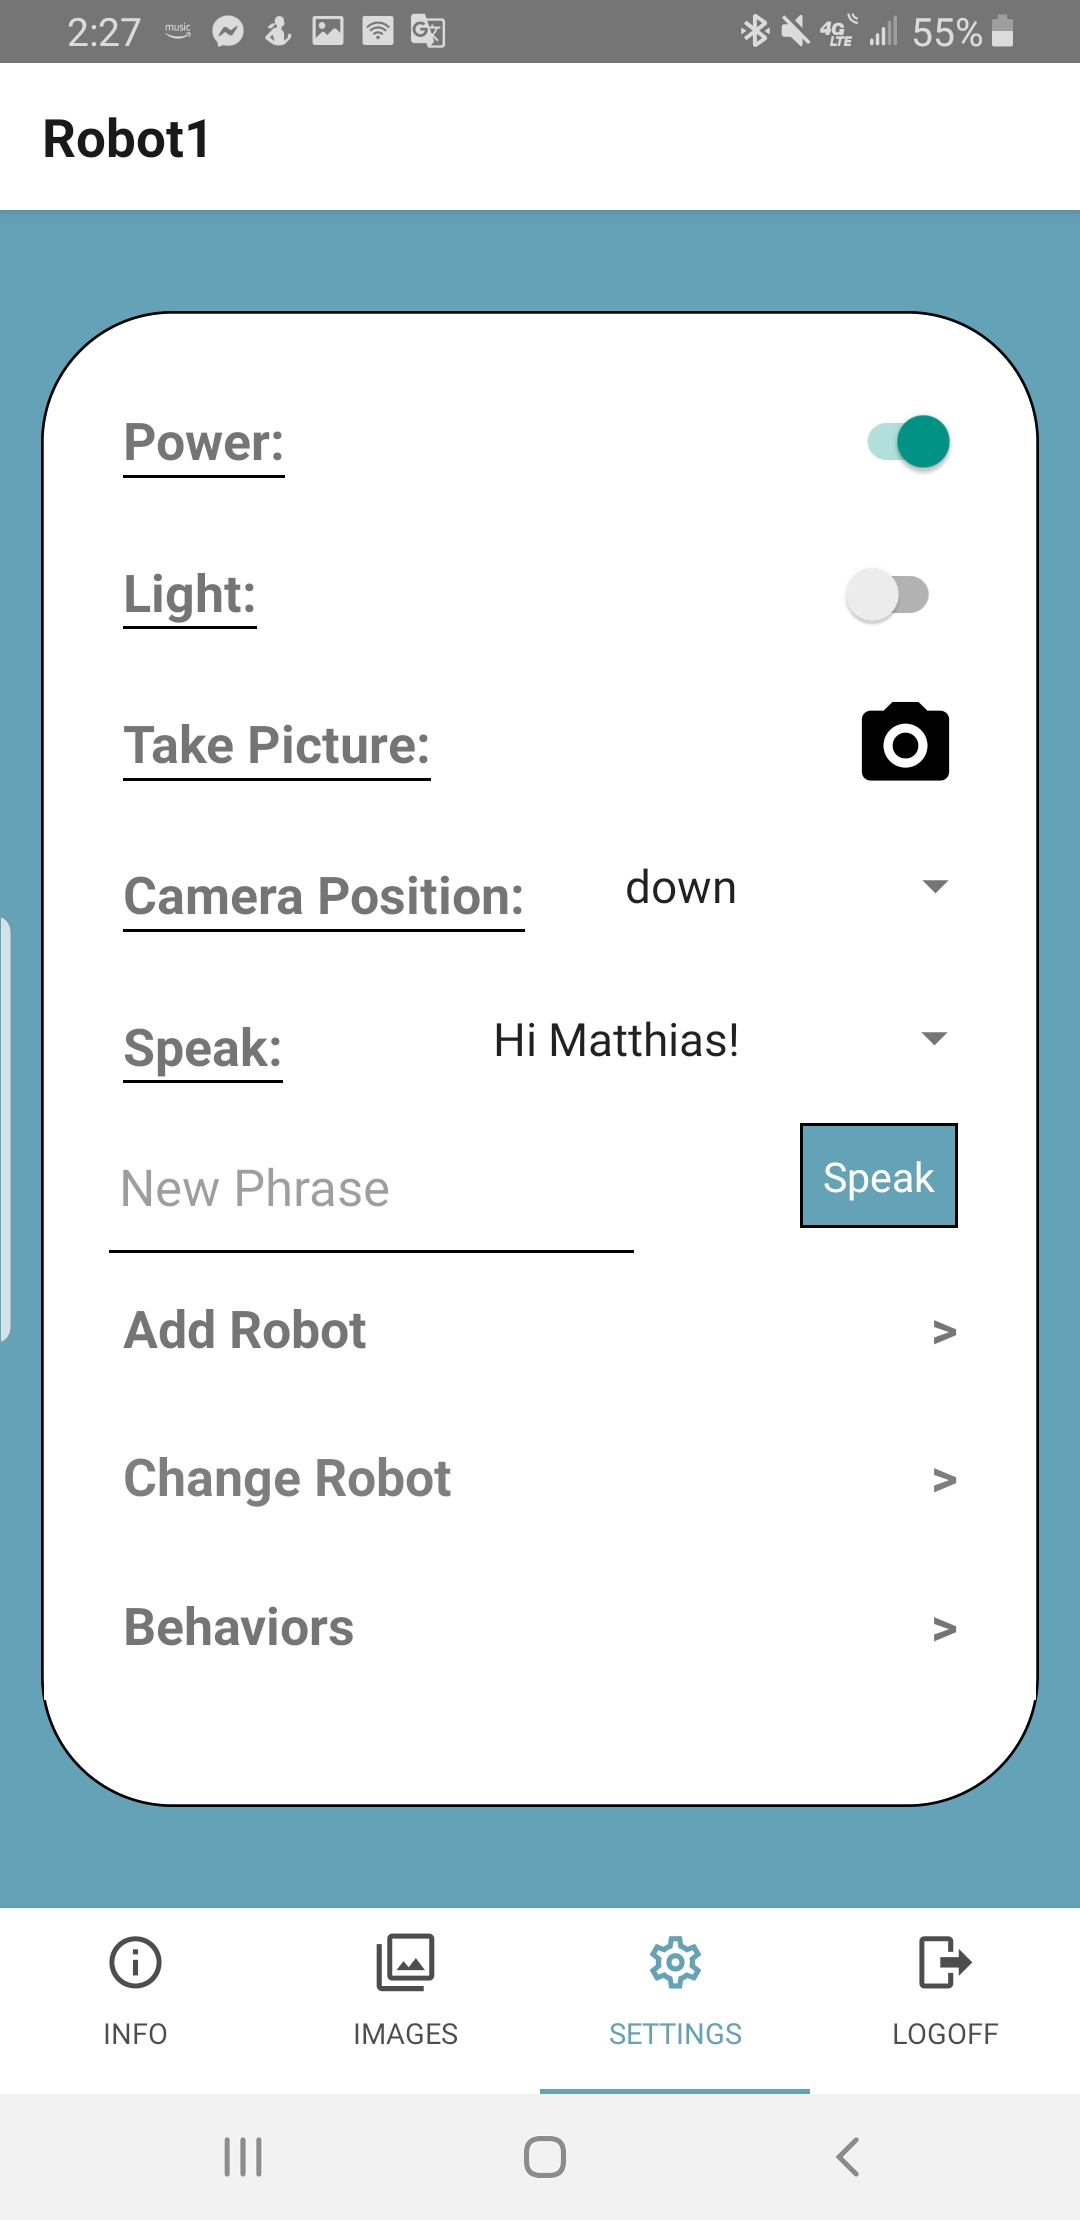 2:27 music 4G LTE 55%
Robot1
Power:
Light:
Take Picture:
Camera Position: down
Speak: Hi Matthias!
New Phrase Speak
Add Robot >
Change Robot >
Behaviors >
INFO IMAGES SETTINGS LOGOFF